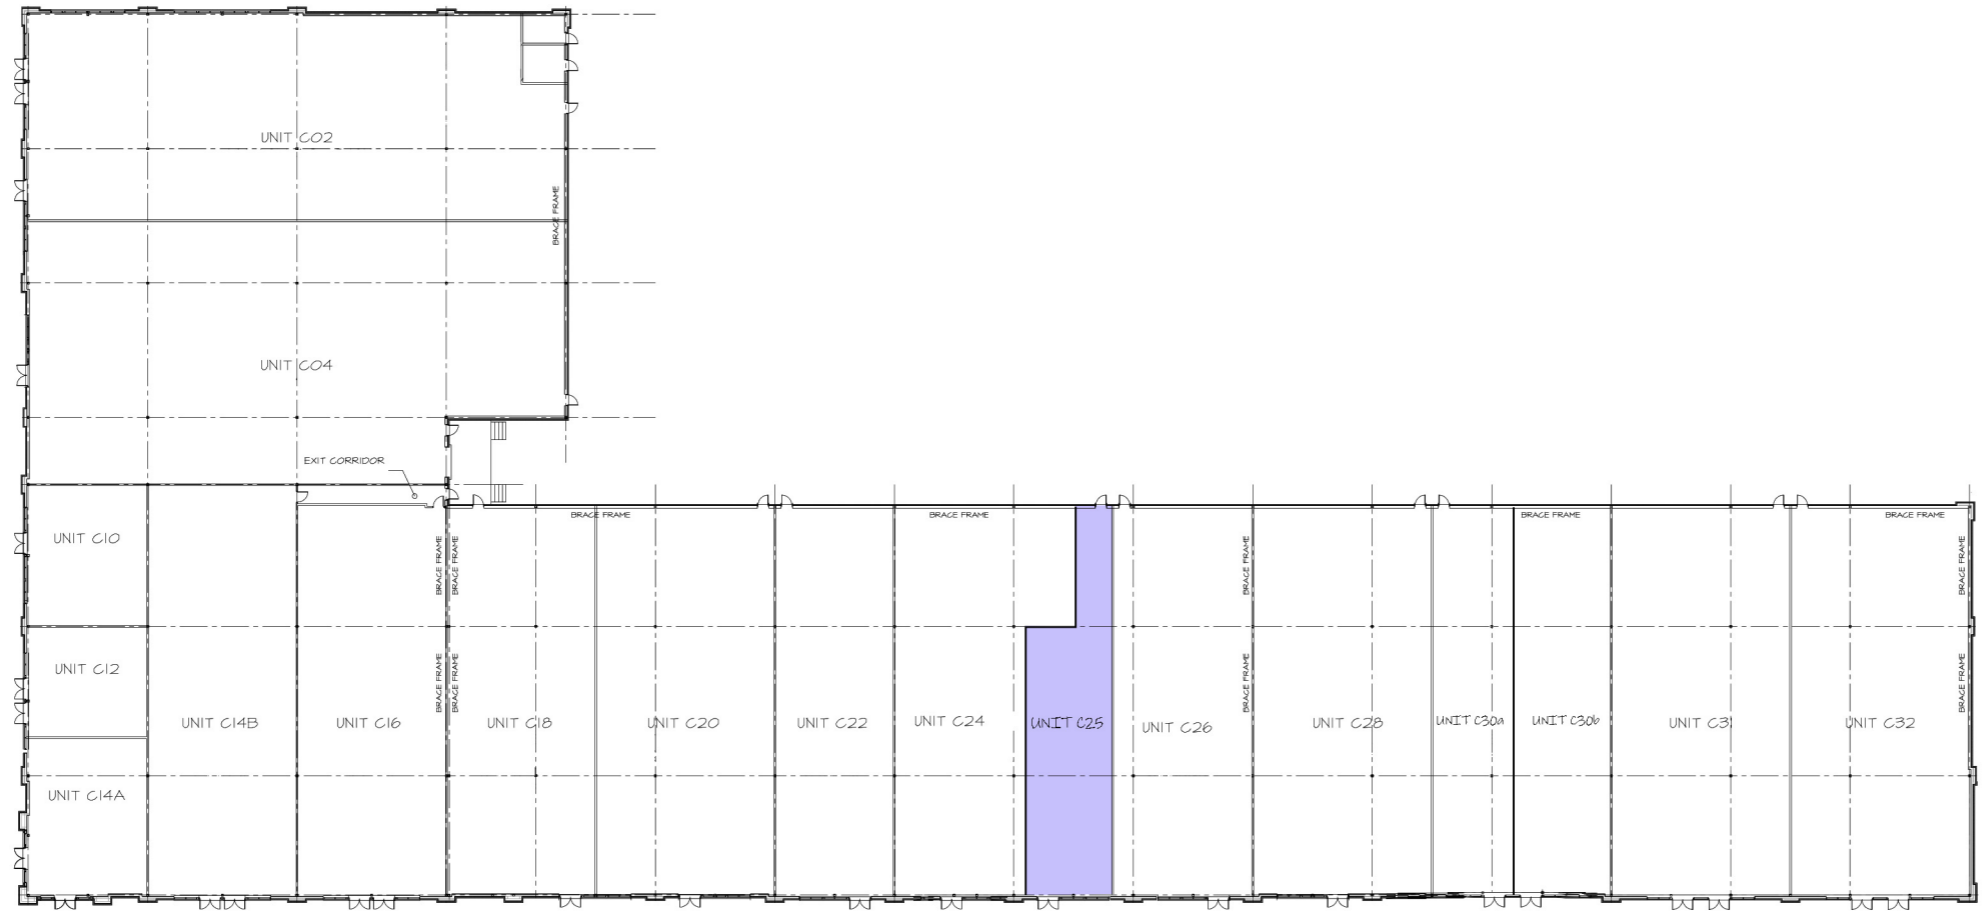 UNIT C02
BRACE FRAME
UNIT C04
EXIT CORRIDOR
BRACE FRAME
BRACE FRAME
BRACE FRAME
BRACE FRAME
UNIT C10
BRACE FRAME
BRACE FRAME
BRACE FRAME
BRACE FRAME
UNIT C12
BRACE FRAME
BRACE FRAME
BRACE FRAME
BRACE FRAME
UNIT C14B
UNIT C16
UNIT C18
UNIT C20
UNIT C22
UNIT C24
UNIT C25
UNIT C26
UNIT C28
UNIT C30a
UNIT C30b
UNIT C31
UNIT C32
UNIT C14A